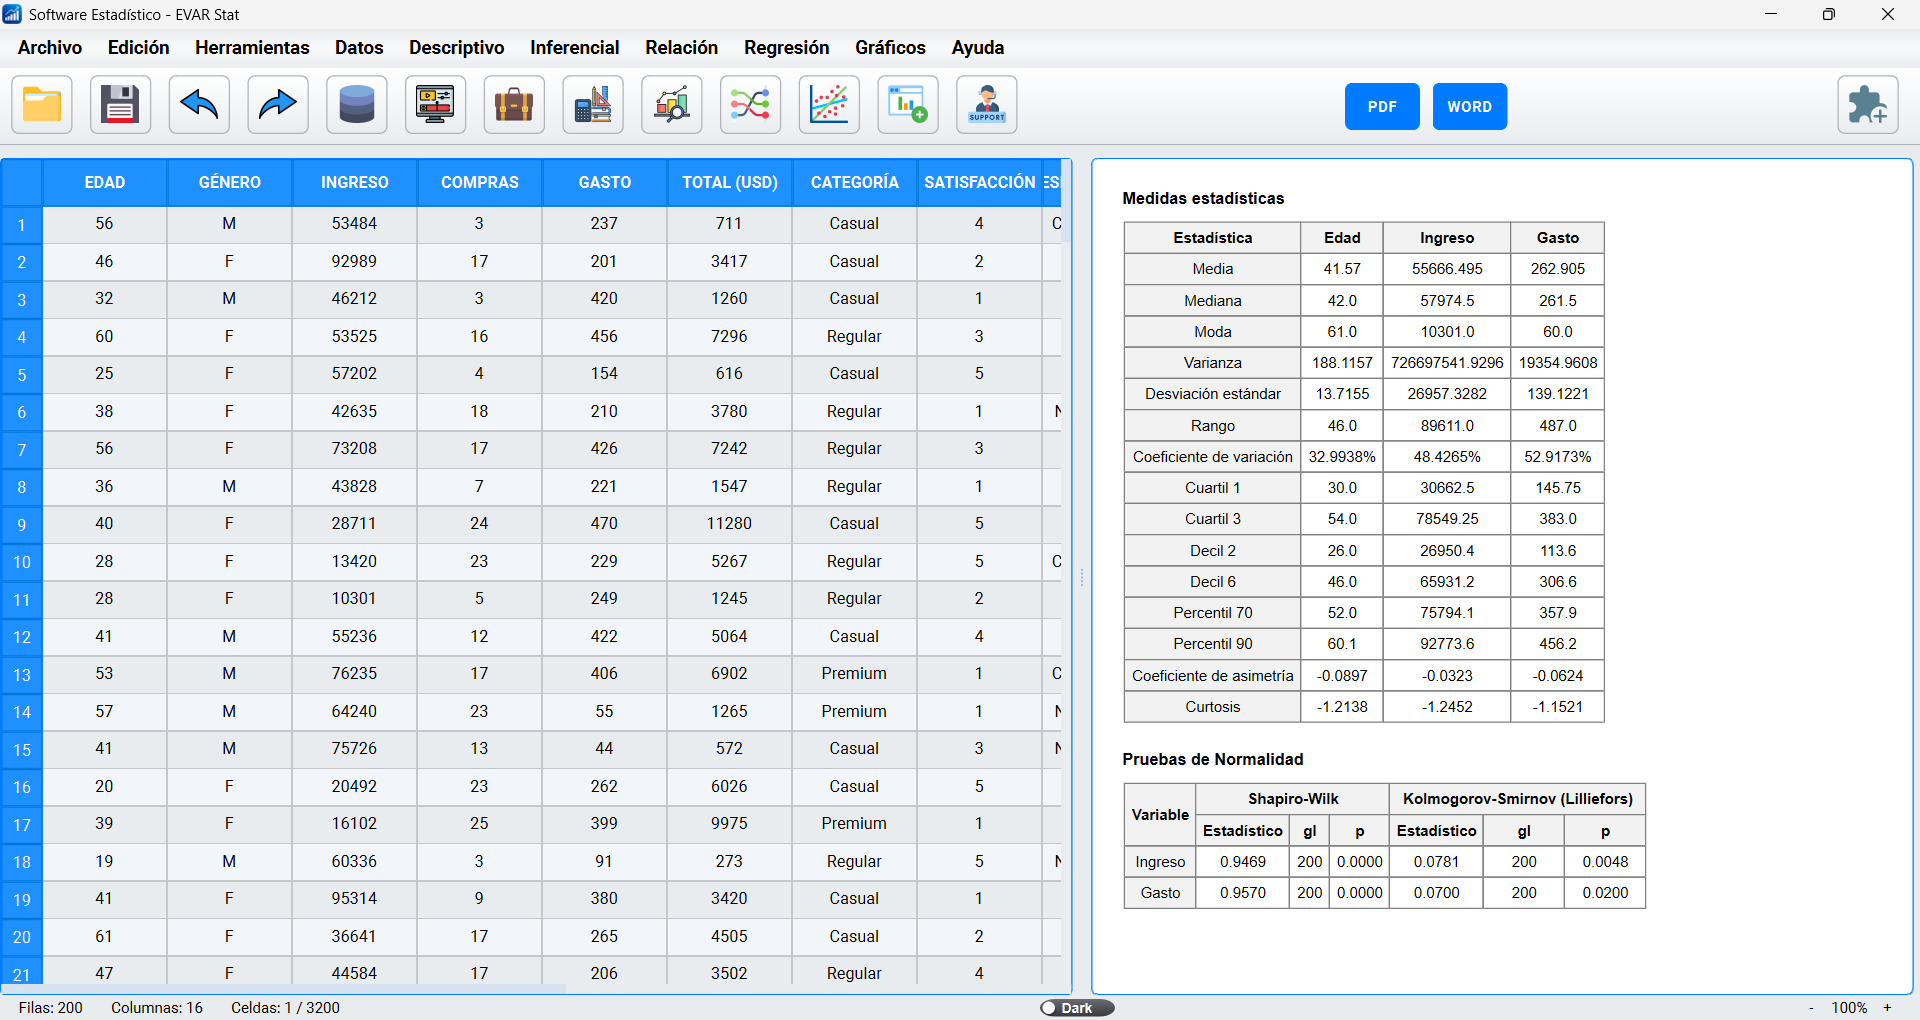 Software Estadístico - EVAR Stat
Archivo Edición Herramientas Datos Descriptivo Inferencial Relación Regresión Gráficos Ayuda
SUPPORT PDF WORD
EDAD GÉNERO INGRESO COMPRAS GASTO TOTAL (USD) CATEGORÍA SATISFACCIÓN ES
1 56 M 53484 3 237 711 Casual 4 C
2 46 F 92989 17 201 3417 Casual 2
3 32 M 46212 3 420 1260 Casual 1
4 60 F 53525 16 456 7296 Regular 3
5 25 F 57202 4 154 616 Casual 5
6 38 F 42635 18 210 3780 Regular 1 N
7 56 F 73208 17 426 7242 Regular 3
8 36 M 43828 7 221 1547 Regular 1
9 40 F 28711 24 470 11280 Casual 5
10 28 F 13420 23 229 5267 Regular 5 C
11 28 F 10301 5 249 1245 Regular 2
12 41 M 55236 12 422 5064 Casual 4
13 53 M 76235 17 406 6902 Premium 1 C
14 57 M 64240 23 55 1265 Premium 1 N
15 41 M 75726 13 44 572 Casual 3 N
16 20 F 20492 23 262 6026 Casual 5
17 39 F 16102 25 399 9975 Premium 1
18 19 M 60336 3 91 273 Regular 5 N
19 41 F 95314 9 380 3420 Casual 1
20 61 F 36641 17 265 4505 Casual 2
21 47 F 44584 17 206 3502 Regular 4
Medidas estadísticas
Estadística Edad Ingreso Gasto
Media 41.57 55666.495 262.905
Mediana 42.0 57974.5 261.5
Moda 61.0 10301.0 60.0
Varianza 188.1157 726697541.9296 19354.9608
Desviación estándar 13.7155 26957.3282 139.1221
Rango 46.0 89611.0 487.0
Coeficiente de variación 32.9938% 48.4265% 52.9173%
Cuartil 1 30.0 30662.5 145.75
Cuartil 3 54.0 78549.25 383.0
Decil 2 26.0 26950.4 113.6
Decil 6 46.0 65931.2 306.6
Percentil 70 52.0 75794.1 357.9
Percentil 90 60.1 92773.6 456.2
Coeficiente de asimetría -0.0897 -0.0323 -0.0624
Curtosis -1.2138 -1.2452 -1.1521
Pruebas de Normalidad
Variable Shapiro-Wilk Kolmogorov-Smirnov (Lilliefors)
Estadístico gl p Estadístico gl p
Ingreso 0.9469 200 0.0000 0.0781 200 0.0048
Gasto 0.9570 200 0.0000 0.0700 200 0.0200
Filas: 200 Columnas: 16 Celdas: 1 / 3200 Dark - 100% +